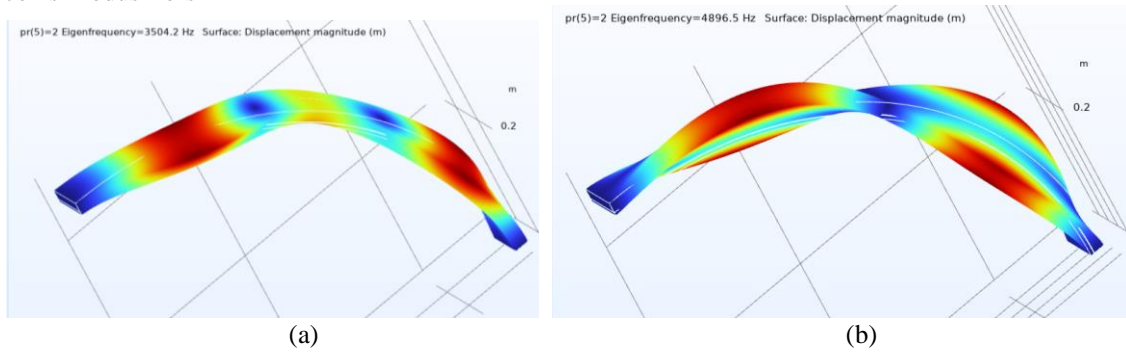 pr(5)=2 Eigenfrequency=3504.2 Hz Surface: Displacement magnitude (m)
m
0.2
(a)
pr(5)=2 Eigenfrequency=4896.5 Hz Surface: Displacement magnitude (m)
m
0.2
(b)